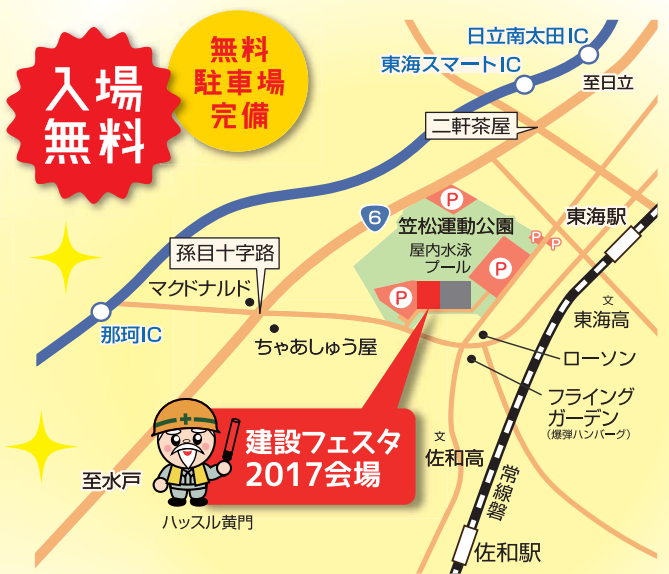 入場
無料
無料
駐車場
完備
日立南太田IC
東海スマートIC
至日立
二軒茶屋
P
6
笠松運動公園
屋内水泳
プール
P
P
P
P
東海駅
孫目十字路
マクドナルド
那珂IC
ちゃあしゅう屋
文
東海高
ローソン
フライング
ガーデン
(爆弾ハンバーグ)
建設フェスタ
2017会場
文
佐和高
至水戸
ハッスル黄門
常線磐
佐和駅